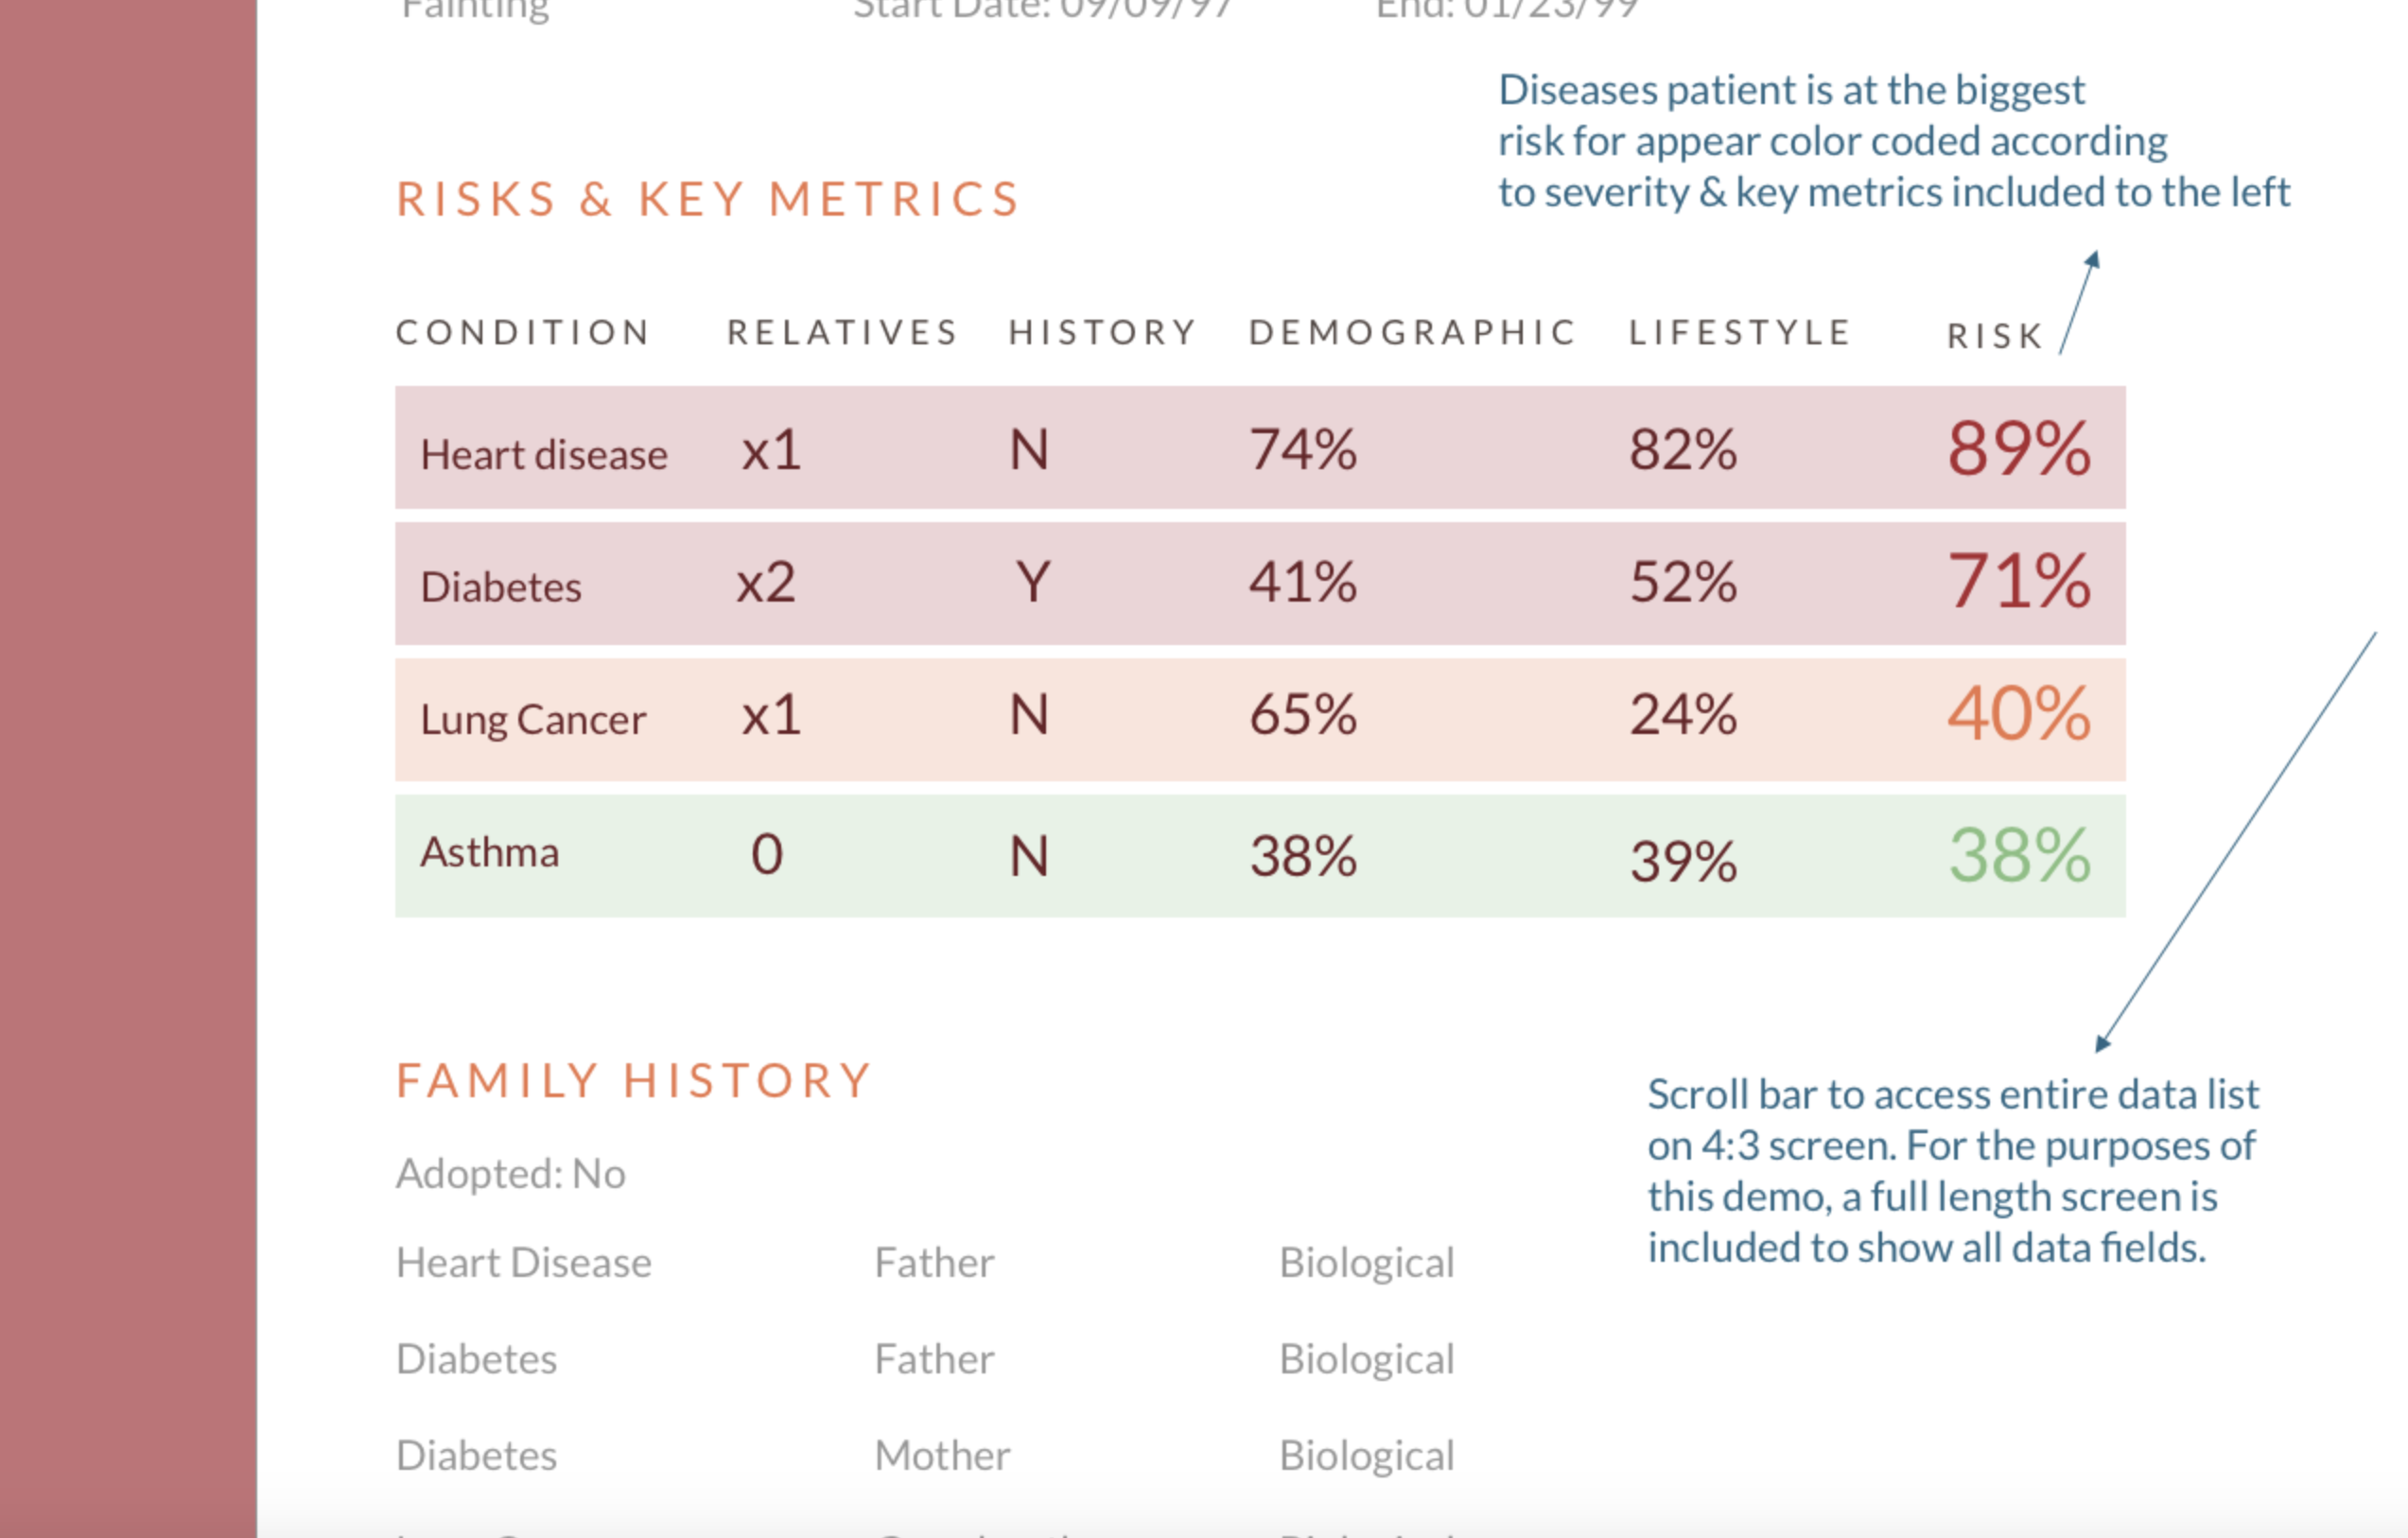 Fainting Start Date: 09/09/97 End: 01/23/99
Diseases patient is at the biggest
risk for appear color coded according
to severity & key metrics included to the left
RISKS & KEY METRICS
CONDITION RELATIVES HISTORY DEMOGRAPHIC LIFESTYLE RISK
Heart disease x1 N 74% 82% 89%
Diabetes x2 Y 41% 52% 71%
Lung Cancer x1 N 65% 24% 40%
Asthma 0 N 38% 39% 38%
FAMILY HISTORY
Adopted: No
Heart Disease Father Biological
Diabetes Father Biological
Diabetes Mother Biological
Scroll bar to access entire data list
on 4:3 screen. For the purposes of
this demo, a full length screen is
included to show all data fields.